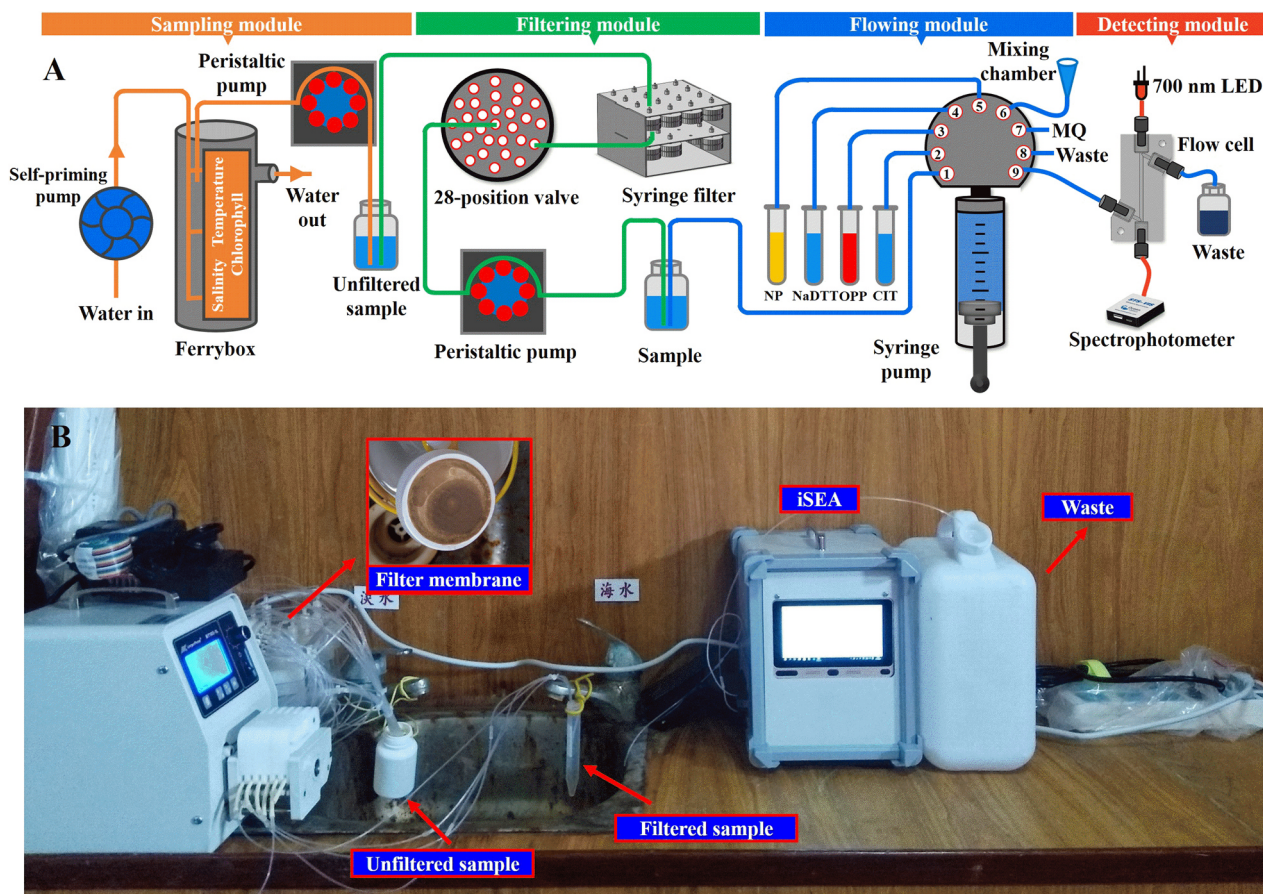 Sampling module
Filtering module
Flowing module
Detecting module
A
Peristaltic
pump
Self-priming
pump
Water in
Salinity Temperature
Chlorophyll
Ferrybox
Water
out
Unfiltered
sample
28-position valve
Syringe filter
Peristaltic pump
Sample
NP
NaDTT
TOPP
CIT
1
2
3
4
5
6
7
8
9
Mixing
chamber
MQ
Waste
Syringe
pump
700 nm LED
Flow cell
Waste
Spectrophotometer
B
Filter membrane
淡水
海水
iSEA
Waste
Filtered sample
Unfiltered sample